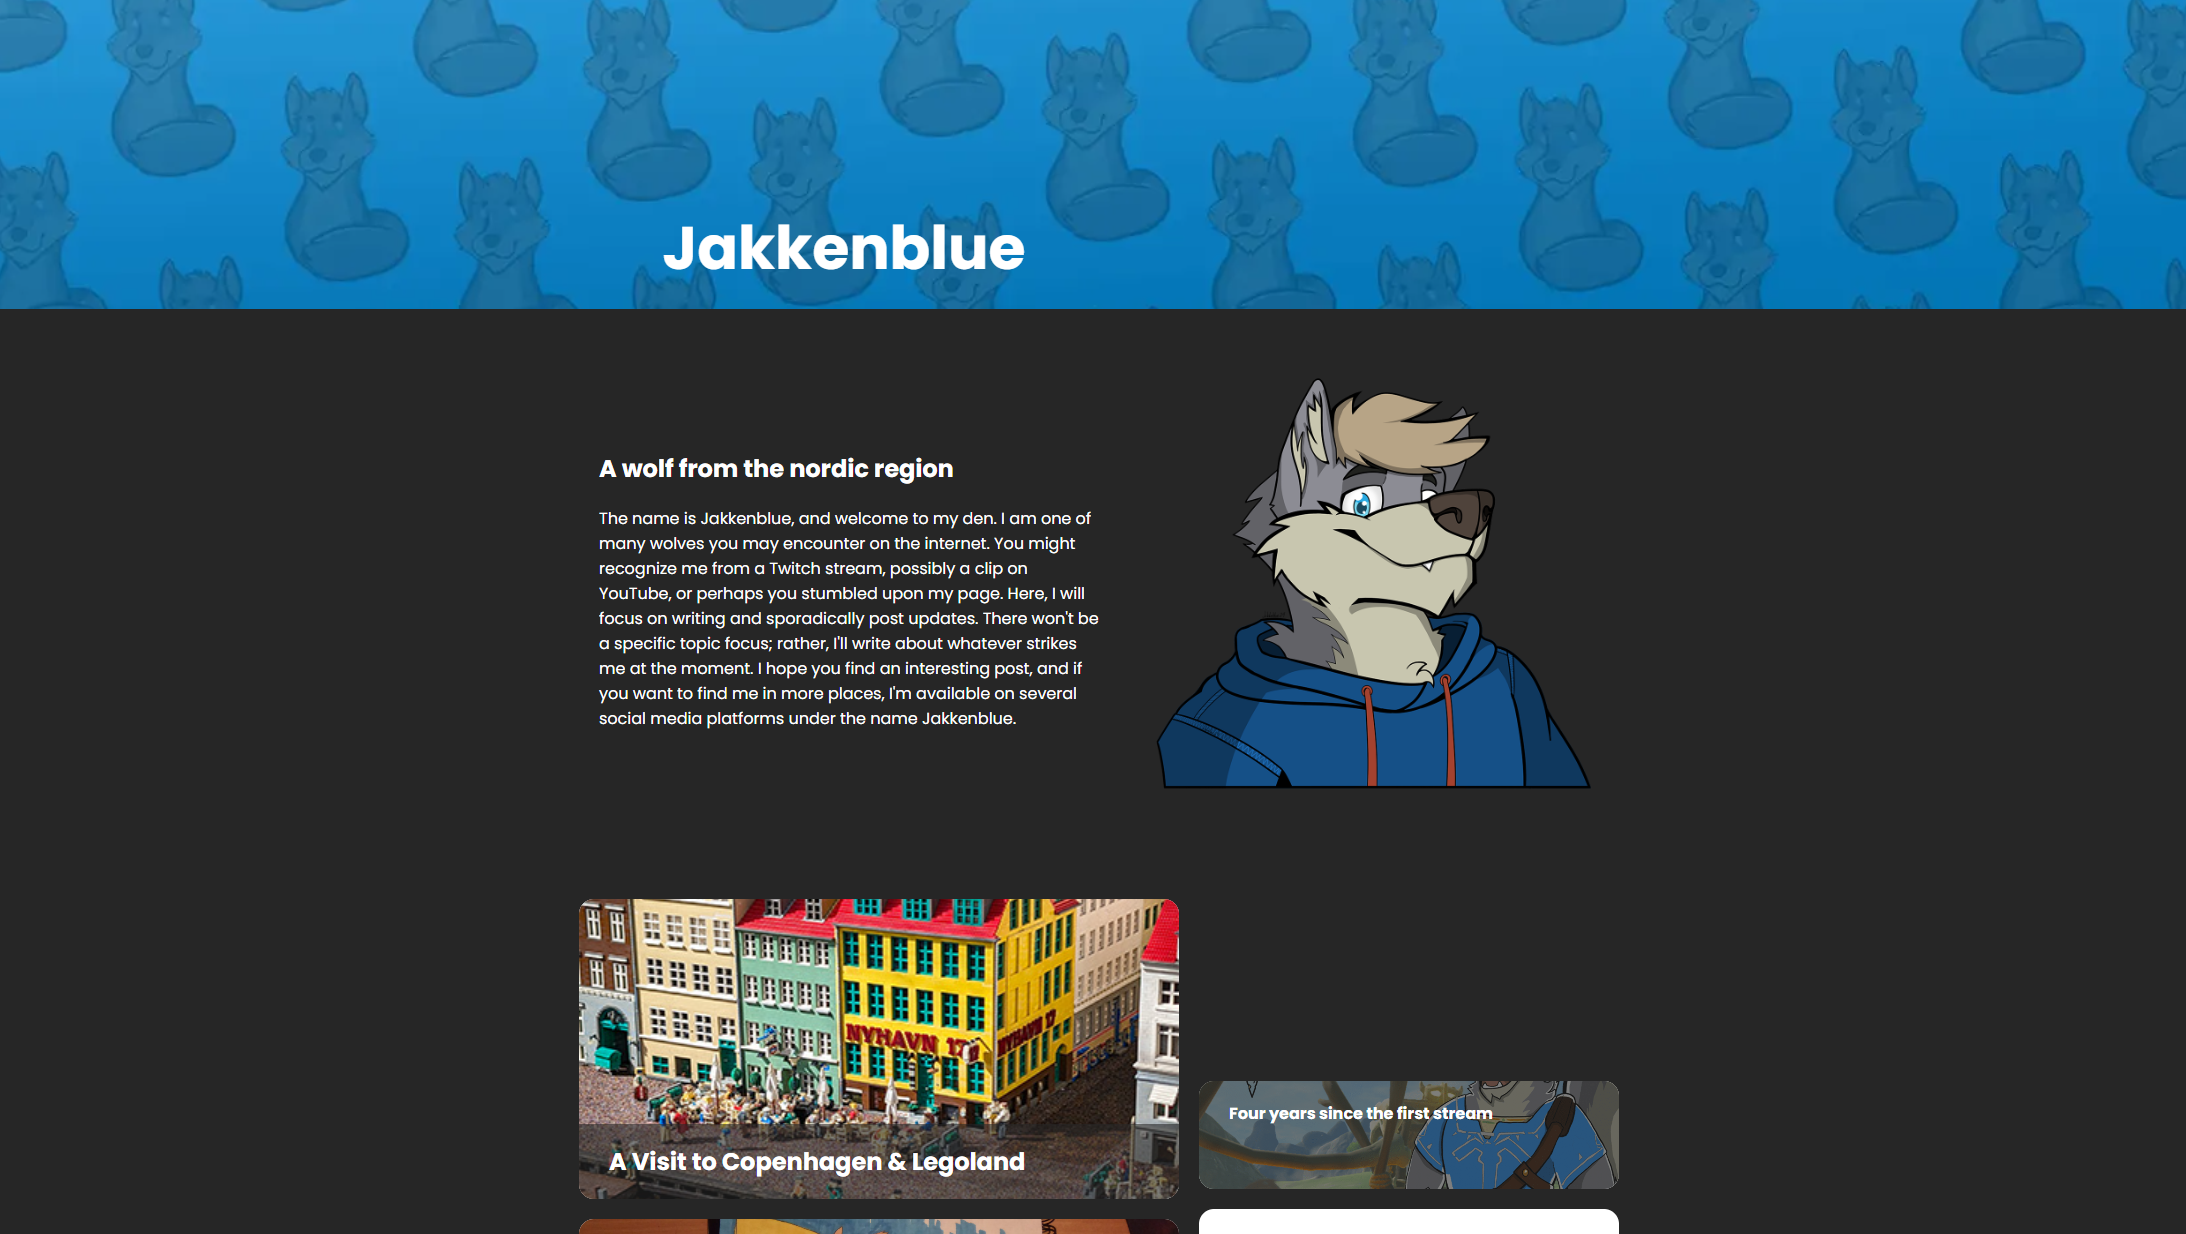 Jakkenblue
A wolf from the nordic region
The name is Jakkenblue, and welcome to my den. I am one of
many wolves you may encounter on the internet. You might
recognize me from a Twitch stream, possibly a clip on
YouTube, or perhaps you stumbled upon my page. Here, I will
focus on writing and sporadically post updates. There won't be
a specific topic focus; rather, I'll write about whatever strikes
me at the moment. I hope you find an interesting post, and if
you want to find me in more places, I'm available on several
social media platforms under the name Jakkenblue.
NYHAVN 17
NYHAVN 17
A Visit to Copenhagen & Legoland
Four years since the first stream